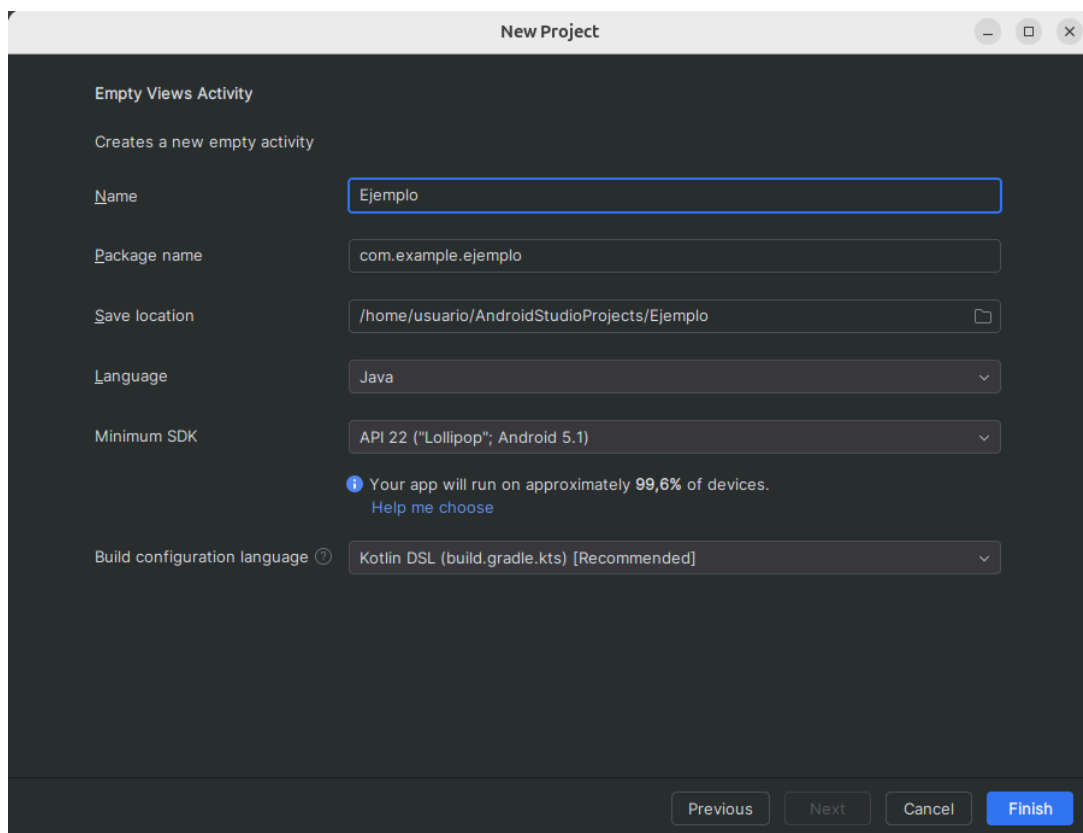 New Project
Empty Views Activity
Creates a new empty activity
Name Ejemplo
Package name com.example.ejemplo
Save location /home/usuario/AndroidStudioProjects/Ejemplo
Language Java
Minimum SDK API 22 ("Lollipop"; Android 5.1)
Your app will run on approximately 99,6% of devices.
Help me choose
Build configuration language ? Kotlin DSL (build.gradle.kts) [Recommended]
Previous Next Cancel Finish